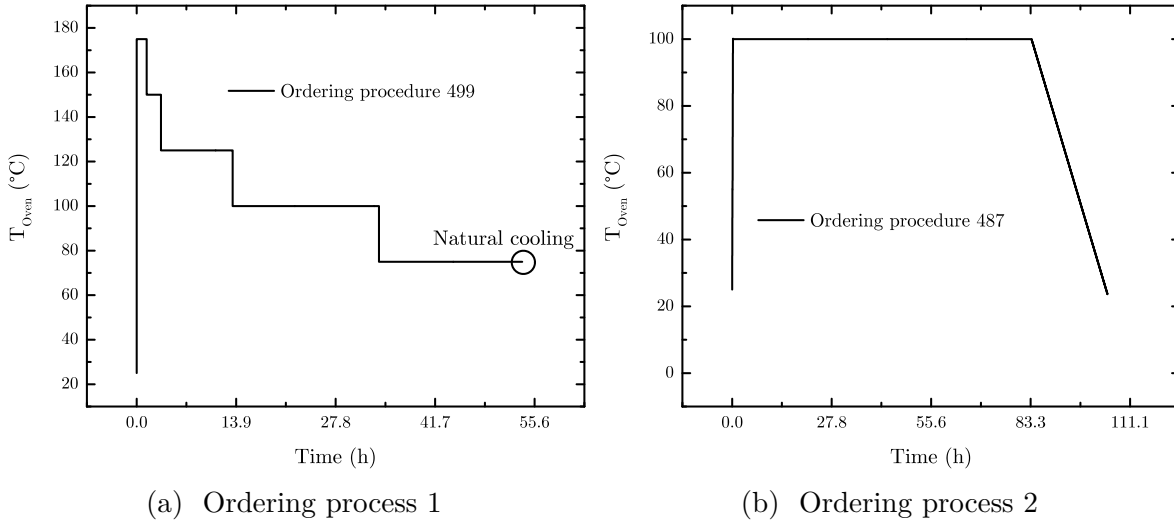 180
160
140
120
100
80
60
40
20
T_Oven (°C)
Ordering procedure 499
Natural cooling
0.0 13.9 27.8 41.7 55.6
Time (h)
(a) Ordering process 1
100
80
60
40
20
0
T_Oven (°C)
Ordering procedure 487
0.0 27.8 55.6 83.3 111.1
Time (h)
(b) Ordering process 2